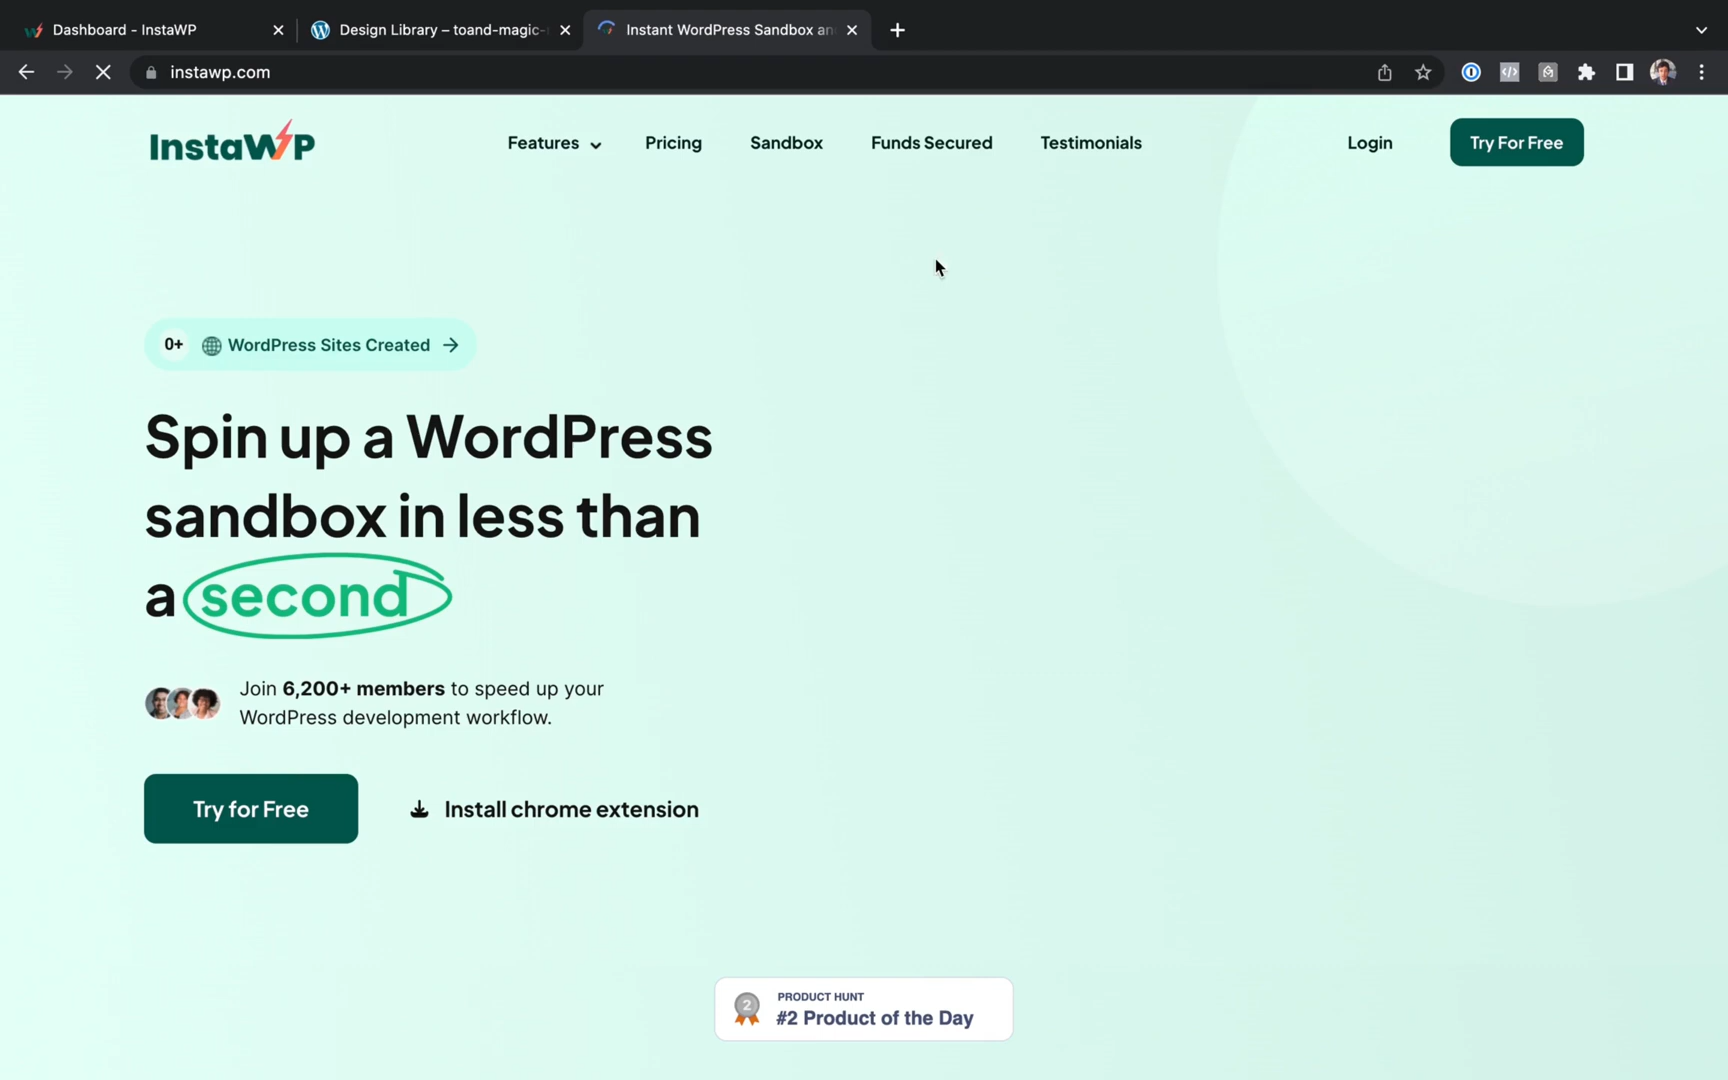 Dashboard - InstaWP
Design Library – toand-magic-
Instant WordPress Sandbox an
instawp.com
InstaWP
Features
Pricing
Sandbox
Funds Secured
Testimonials
Login
Try For Free
0+ WordPress Sites Created
Spin up a WordPress
sandbox in less than
a second
Join 6,200+ members to speed up your
WordPress development workflow.
Try for Free
Install chrome extension
2
PRODUCT HUNT
#2 Product of the Day